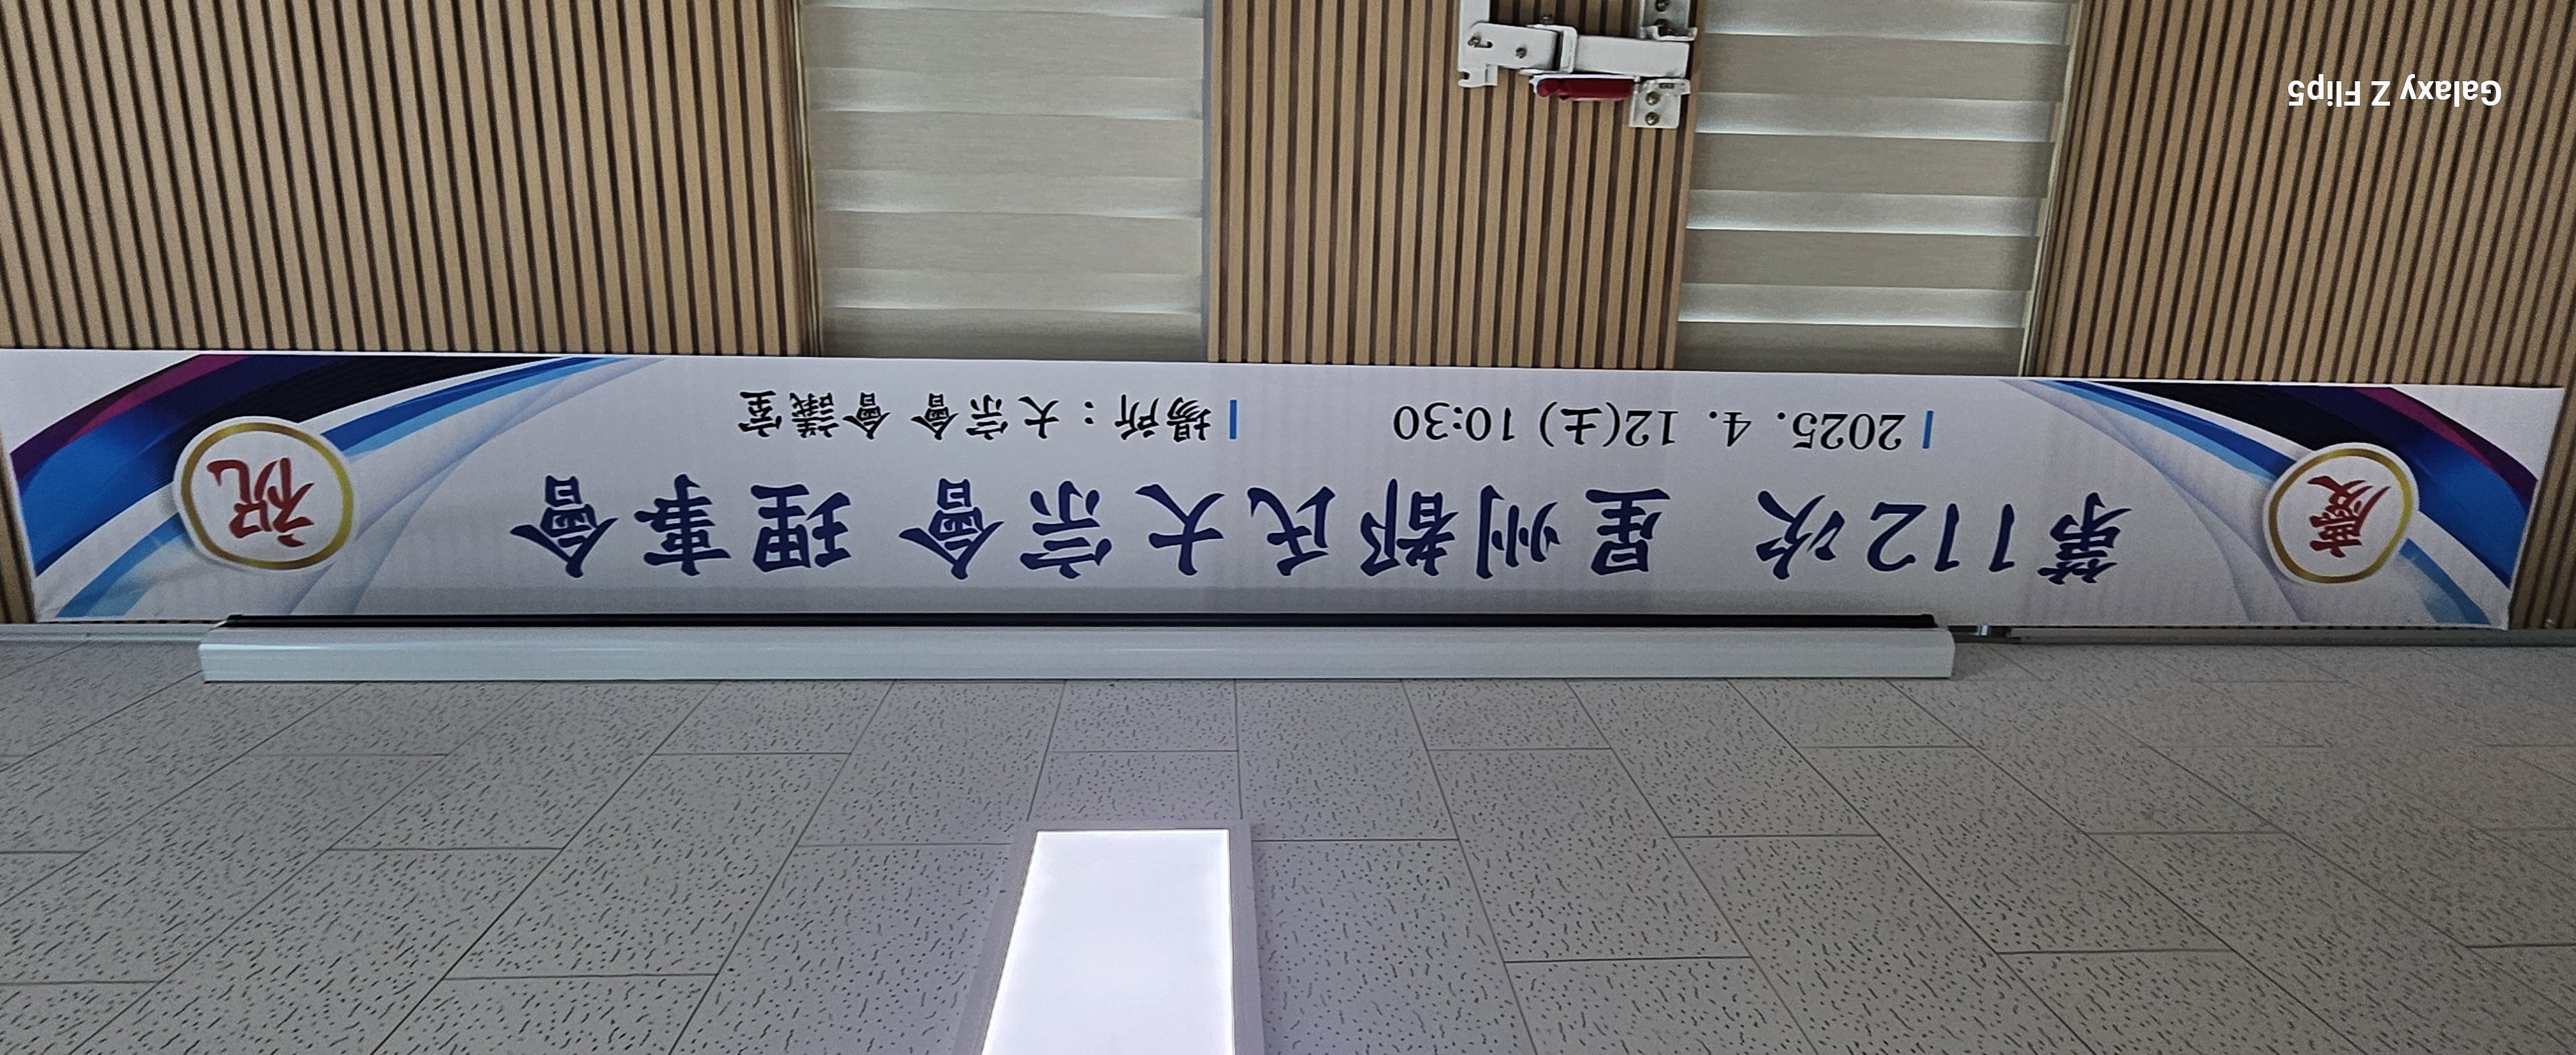 慶
第112次 星州都氏大宗會 理事會
祝
2025. 4. 12(土) 10:30
場所 : 大宗會 會議室
Galaxy Z Flip5